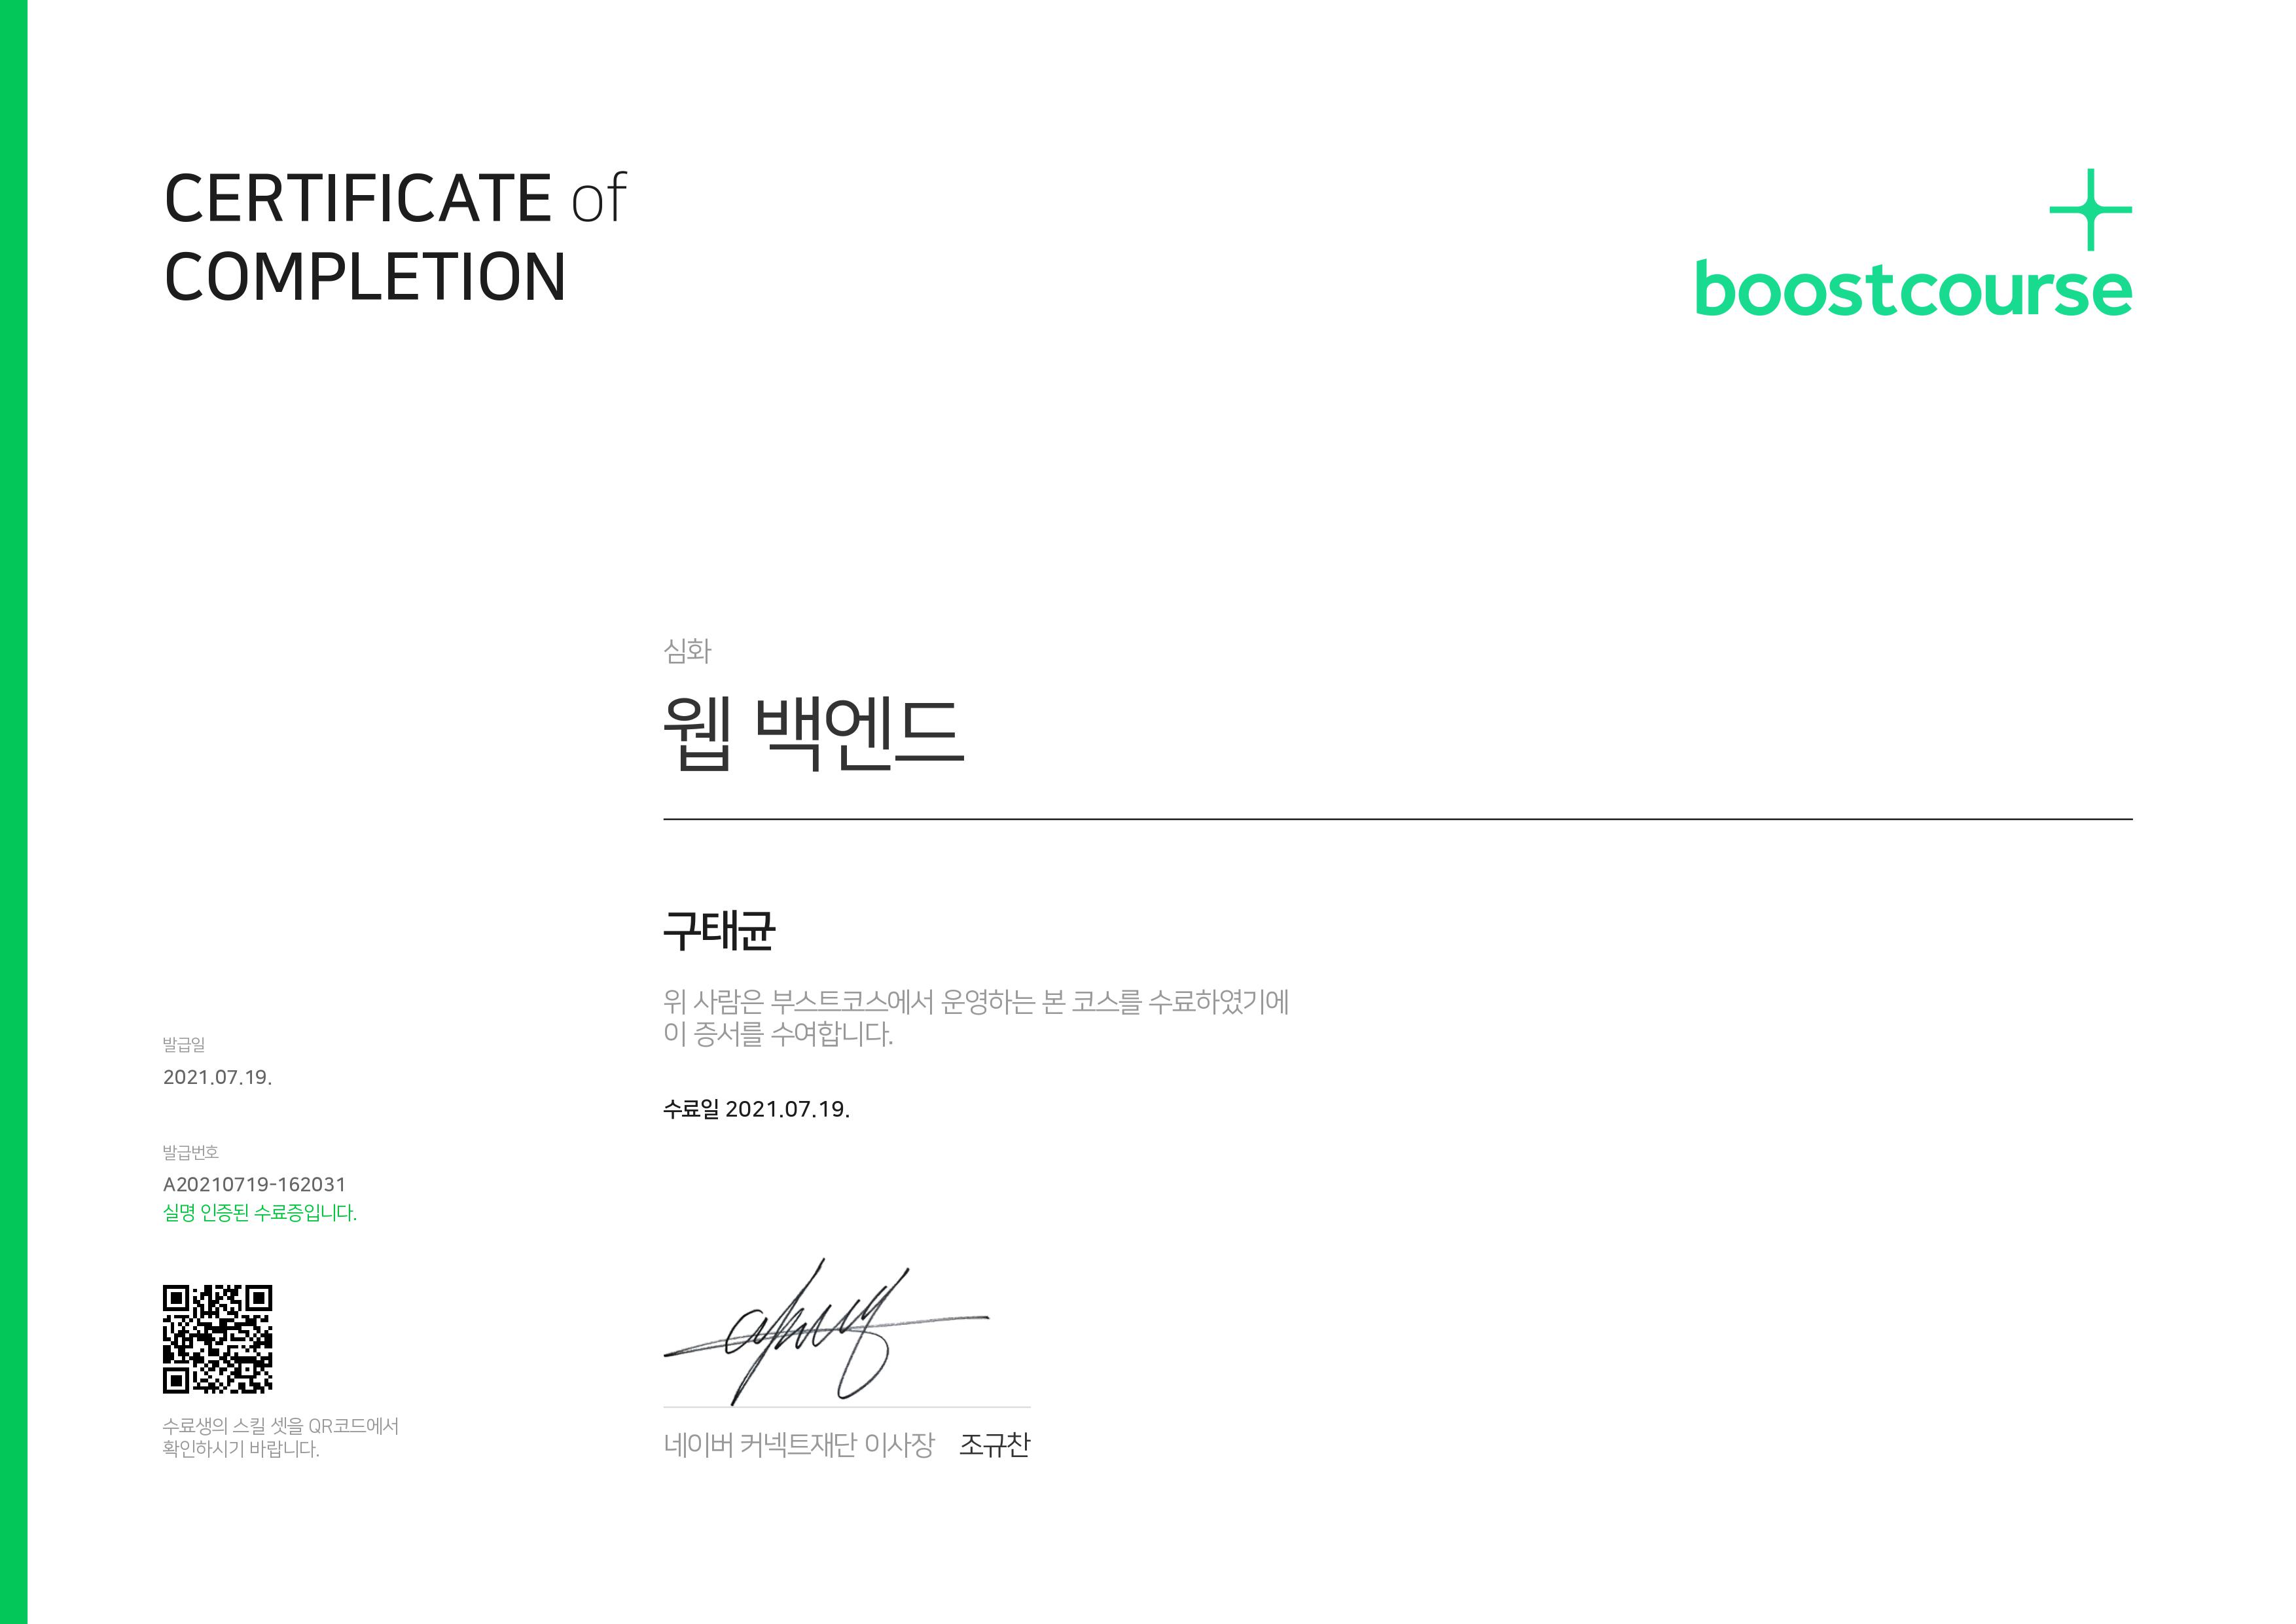 CERTIFICATE of
COMPLETION
boostcourse
심화
웹 백엔드
구태균
위 사람은 부스트코스에서 운영하는 본 코스를 수료하였기에
이 증서를 수여합니다.
수료일 2021.07.19.
발급일
2021.07.19.
발급번호
A20210719-162031
실명 인증된 수료증입니다.
수료생의 스킬 셋을 QR코드에서
확인하시기 바랍니다.
네이버 커넥트재단 이사장 조규찬